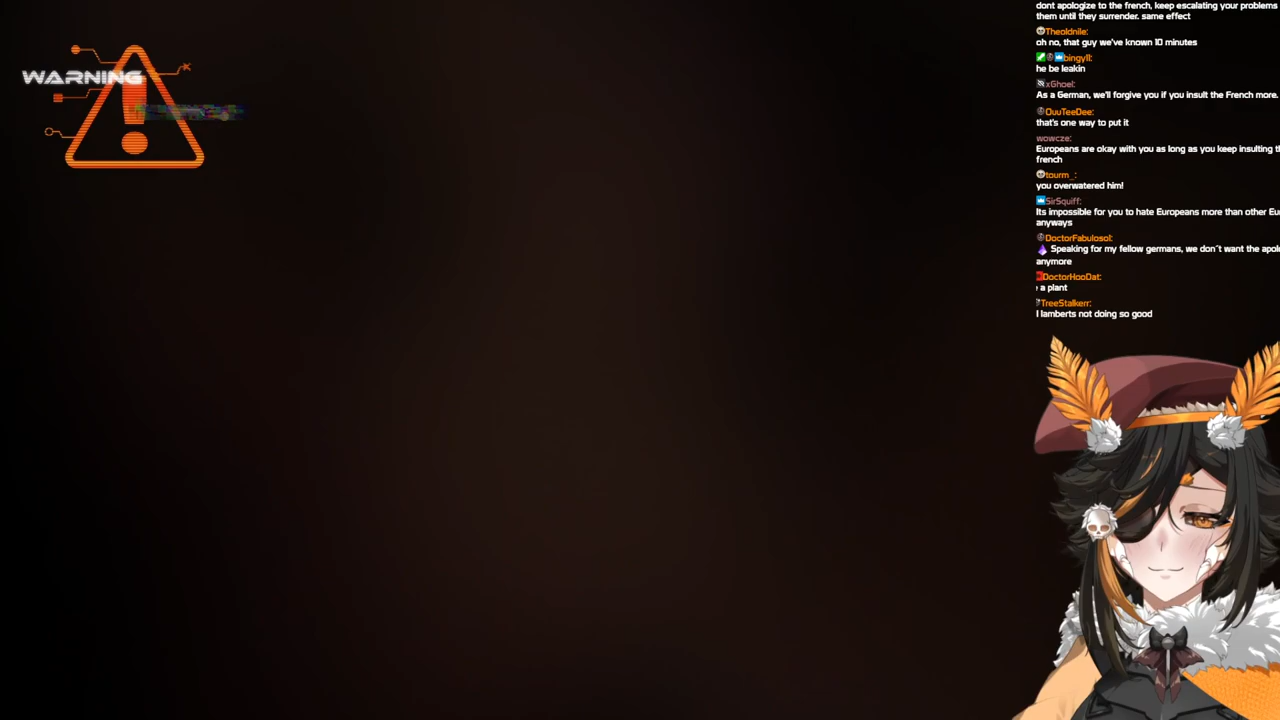 WARNING
dont apologize to the french, keep escalating your problems
them until they surrender. same effect
TheoldnIle:
oh no, that guy we've known 10 minutes
bingy11:
he be leakin
xGhoel:
As a German, we'll forgive you if you insult the French more.
QuuTeeDee:
that's one way to put it
wowcze:
Europeans are okay with you as long as you keep insulting
french
tourm_:
you overwatered him!
SirSquiff:
Its impossible for you to hate Europeans more than other
anyways
DoctorFabuloso1:
Speaking for my fellow germans, we don´t want the
anymore
DoctorHooDat:
a plant
TreeStalkerr:
lamberts not doing so good